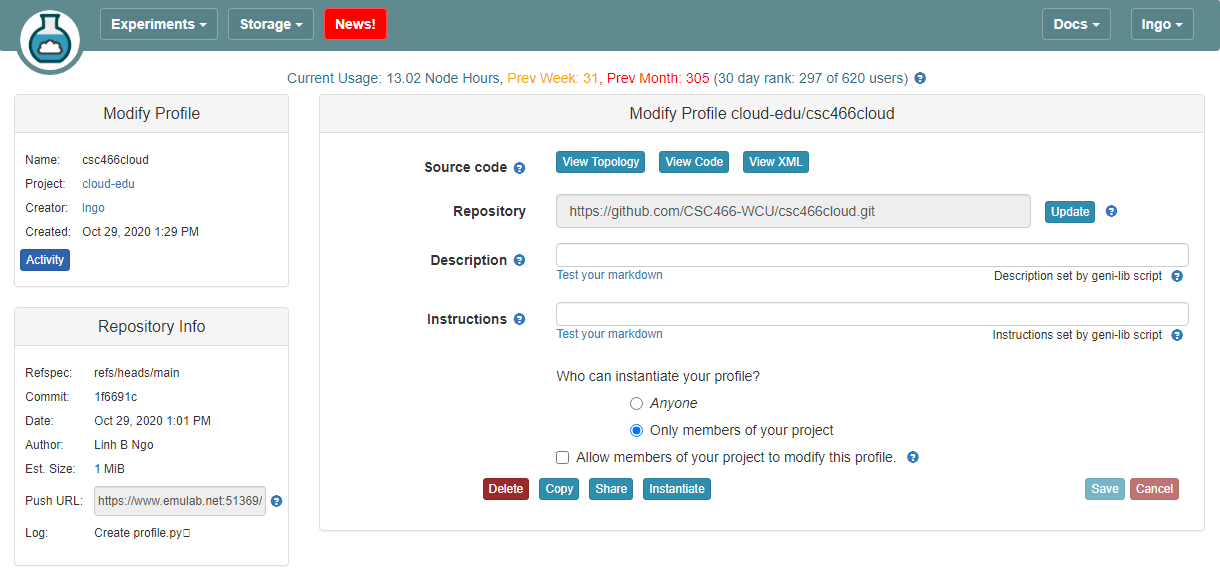 Experiments Storage News! Docs Ingo
Current Usage: 13.02 Node Hours, Prev Week: 31, Prev Month: 305 (30 day rank: 297 of 620 users)
Modify Profile
Name: csc466cloud
Project: cloud-edu
Creator: Ingo
Created: Oct 29, 2020 1:29 PM
Activity
Repository Info
Refspec: refs/heads/main
Commit: 1f6691c
Date: Oct 29, 2020 1:01 PM
Author: Linh B Ngo
Est. Size: 1 MiB
Push URL: https://www.emulab.net:51369/
Log: Create profile.py
Modify Profile cloud-edu/csc466cloud
Source code View Topology View Code View XML
Repository https://github.com/CSC466-WCU/csc466cloud.git Update
Description
Test your markdown Description set by geni-lib script
Instructions
Test your markdown Instructions set by geni-lib script
Who can instantiate your profile?
Anyone
Only members of your project
Allow members of your project to modify this profile.
Delete Copy Share Instantiate Save Cancel